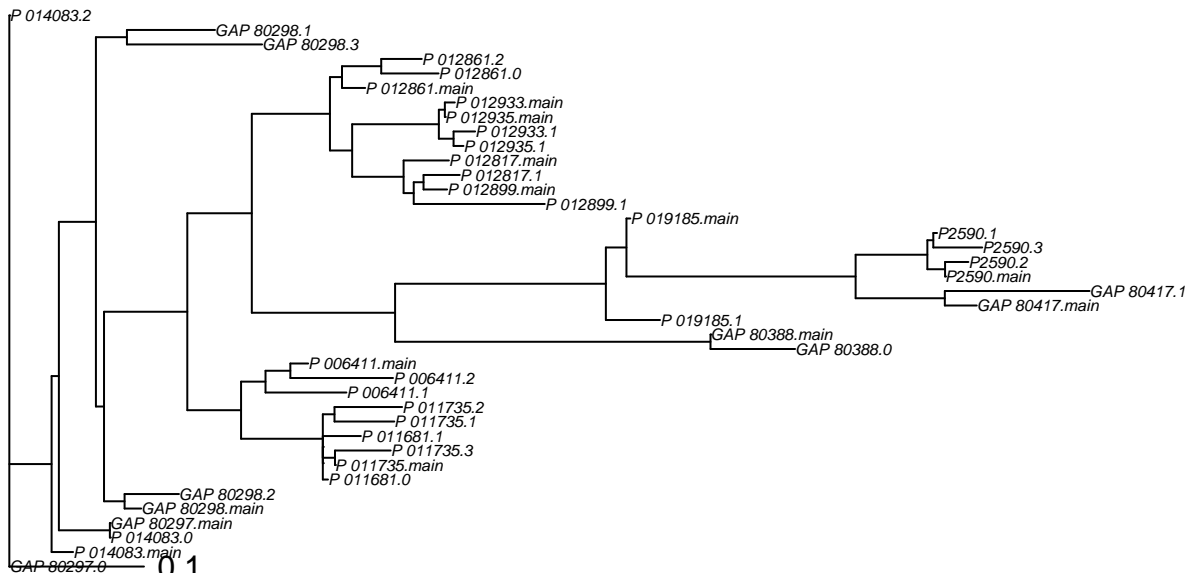 P 014083.2
GAP 80298.1
GAP 80298.3
P 012861.2
P 012861.0
P 012861.main
P 012933.main
P 012935.main
P 012933.1
P 012935.1
P 012817.main
P 012817.1
P 012899.main
P 012899.1
P 019185.main
P2590.1
P2590.3
P2590.2
P2590.main
GAP 80417.1
GAP 80417.main
P 019185.1
GAP 80388.main
GAP 80388.0
P 006411.main
P 006411.2
P 006411.1
P 011735.2
P 011735.1
P 011681.1
P 011735.3
P 011735.main
P 011681.0
GAP 80298.2
GAP 80298.main
GAP 80297.main
P 014083.0
P 014083.main
GAP 80297.0
0.1